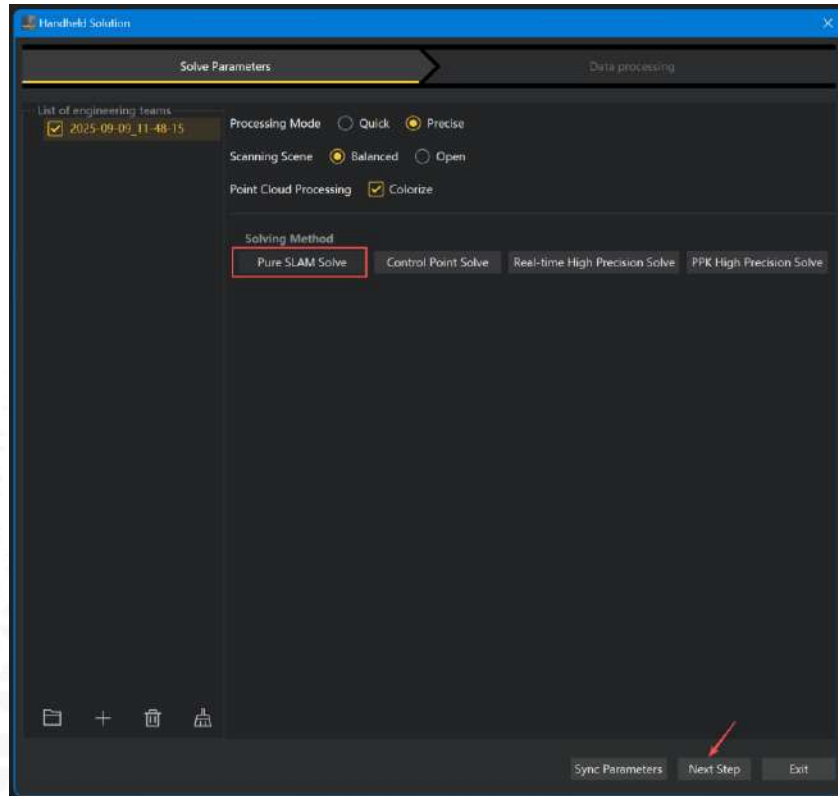 Handheld Solution
Solve Parameters
Data processing
List of engineering teams
2025-09-09_11-48-15
Processing Mode Quick Precise
Scanning Scene Balanced Open
Point Cloud Processing Colorize
Solving Method
Pure SLAM Solve Control Point Solve Real-time High Precision Solve PPK High Precision Solve
Sync Parameters Next Step Exit